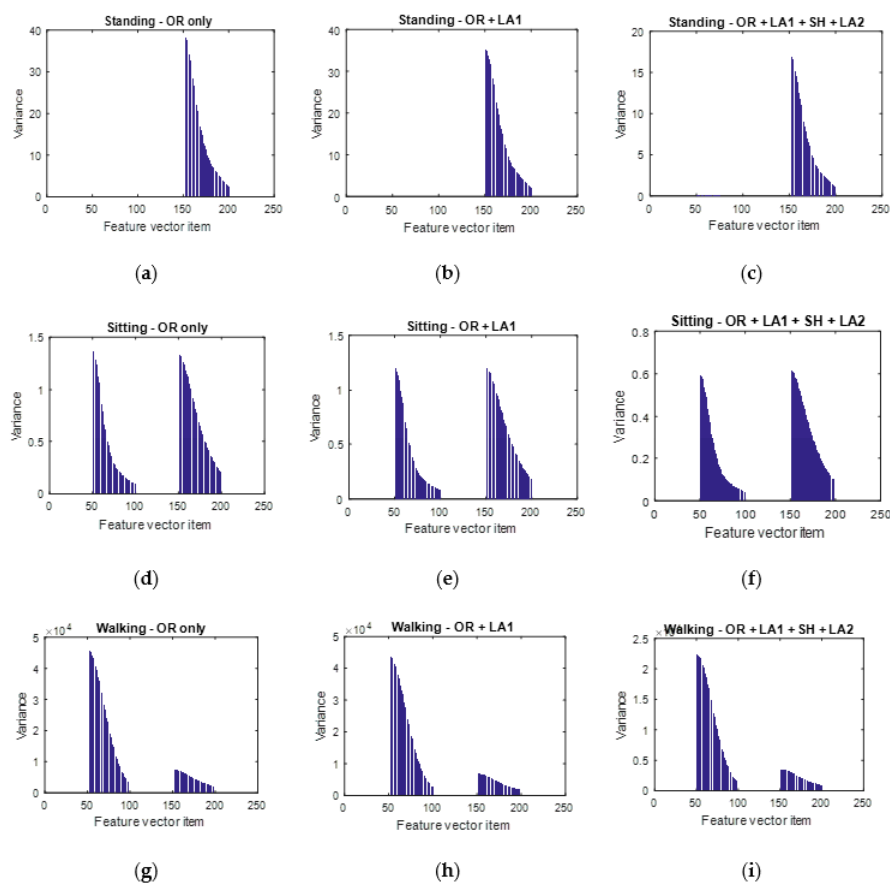 Standing - OR only
Standing - OR + LA1
Standing - OR + LA1 + SH + LA2
40
30
20
10
0
Variance
0 50 100 150 200 250
Feature vector item
40
30
20
10
0
Variance
0 50 100 150 200 250
Feature vector item
20
15
10
5
0
Variance
0 50 100 150 200 250
Feature vector item
(a)
(b)
(c)
Sitting - OR only
Sitting - OR + LA1
Sitting - OR + LA1 + SH + LA2
1.5
1
0.5
0
Variance
0 50 100 150 200 250
Feature vector item
1.5
1
0.5
0
Variance
0 50 100 150 200 250
Feature vector item
0.8
0.6
0.4
0.2
0
Variance
0 50 100 150 200 250
Feature vector item
(d)
(e)
(f)
Walking - OR only
Walking - OR + LA1
Walking - OR + LA1 + SH + LA2
×10^4
5
4
3
2
1
0
Variance
0 50 100 150 200 250
Feature vector item
×10^4
5
4
3
2
1
0
Variance
0 50 100 150 200 250
Feature vector item
2.5
2
1.5
1
0.5
0
Variance
0 50 100 150 200 250
Feature vector item
(g)
(h)
(i)